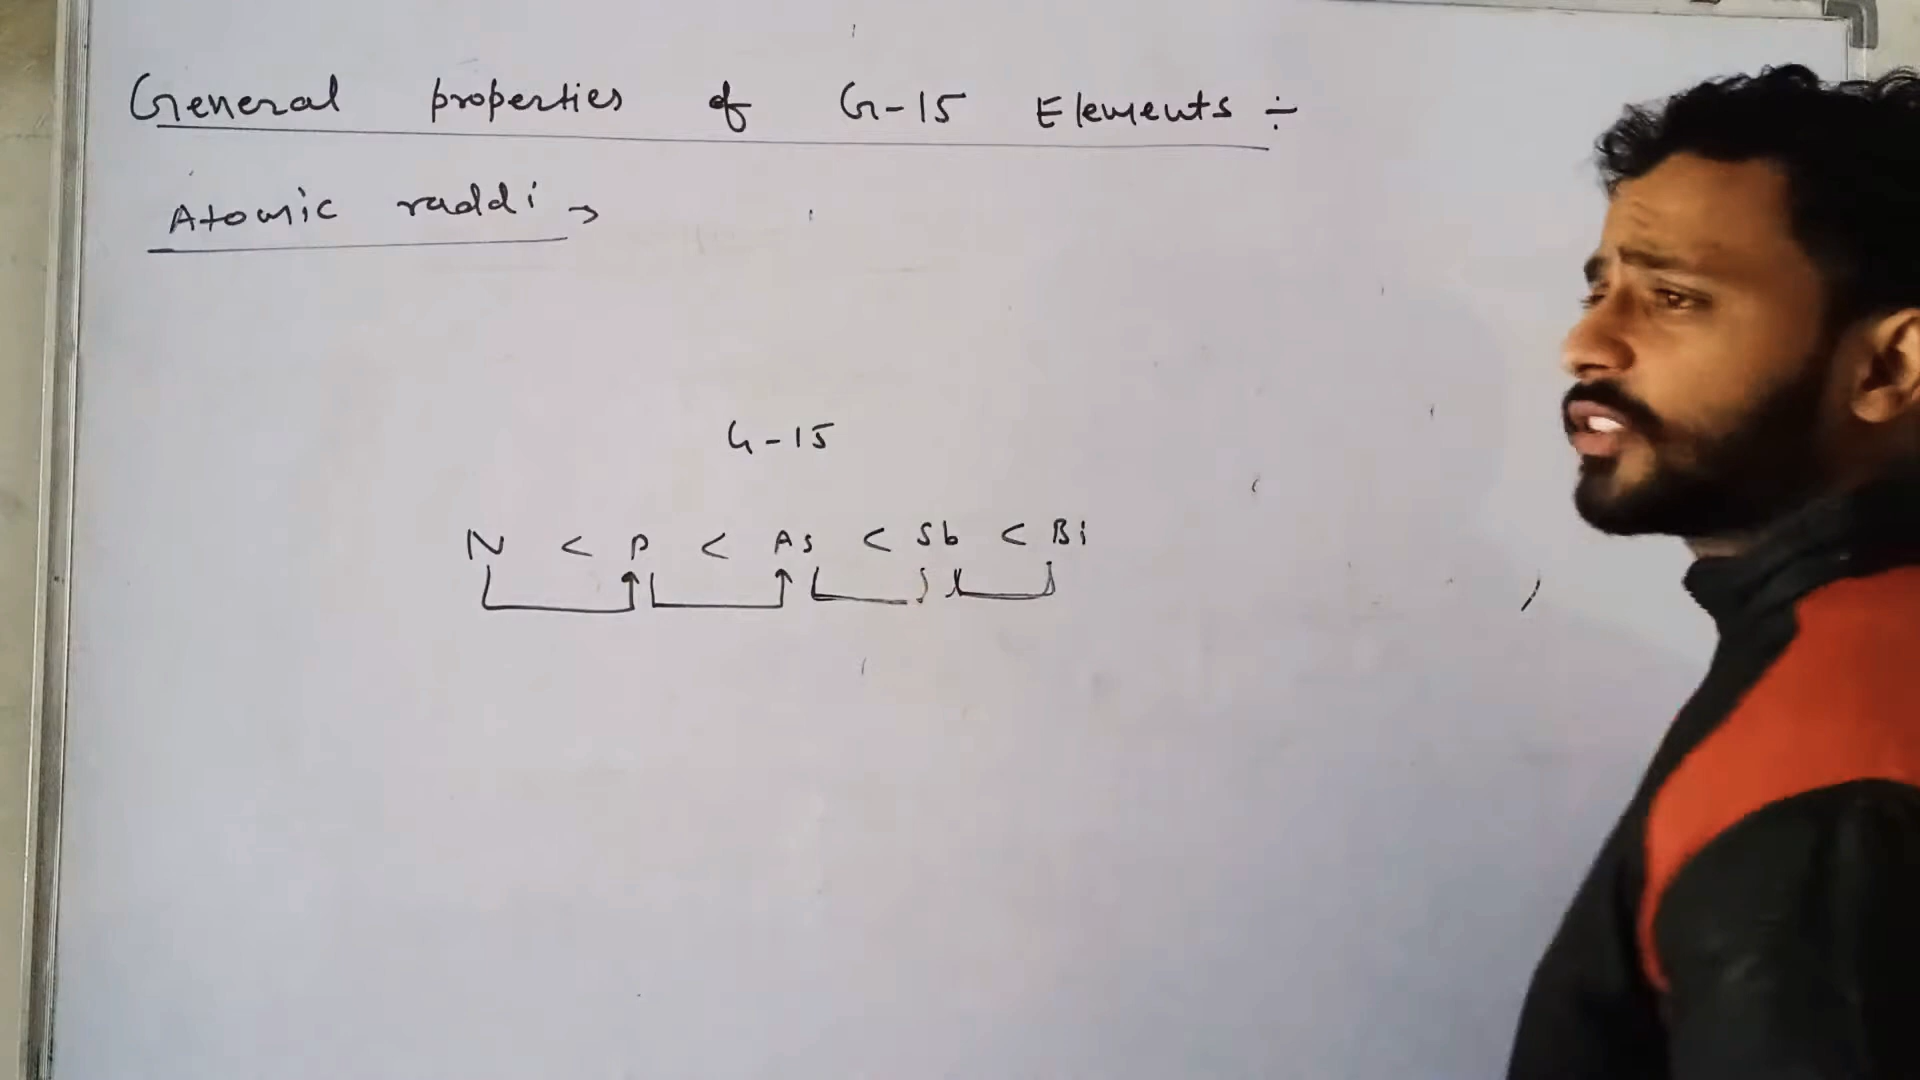 General properties of G-15 Elements ÷
Atomic raddi →
G-15
N < P < As < Sb < Bi